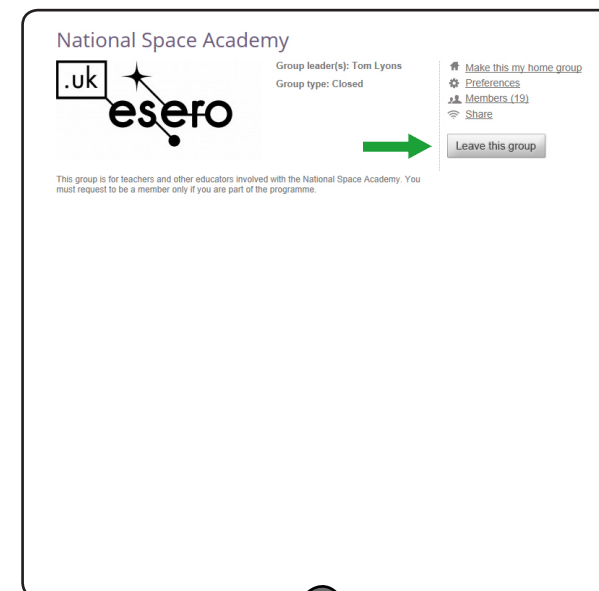 National Space Academy
.uk
esero
Group leader(s): Tom Lyons
Group type: Closed
Make this my home group
Preferences
Members (19)
Share
Leave this group
This group is for teachers and other educators involved with the National Space Academy. You
must request to be a member only if you are part of the programme.